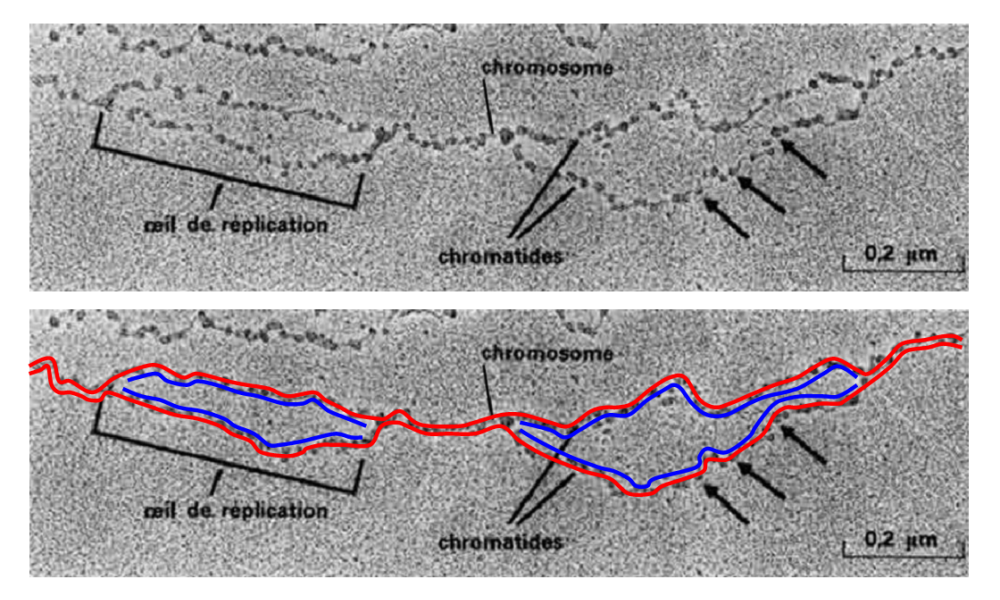 chromosome
œil de réplication
chromatides
0,2 µm
chromosome
œil de réplication
chromatides
0,2 µm